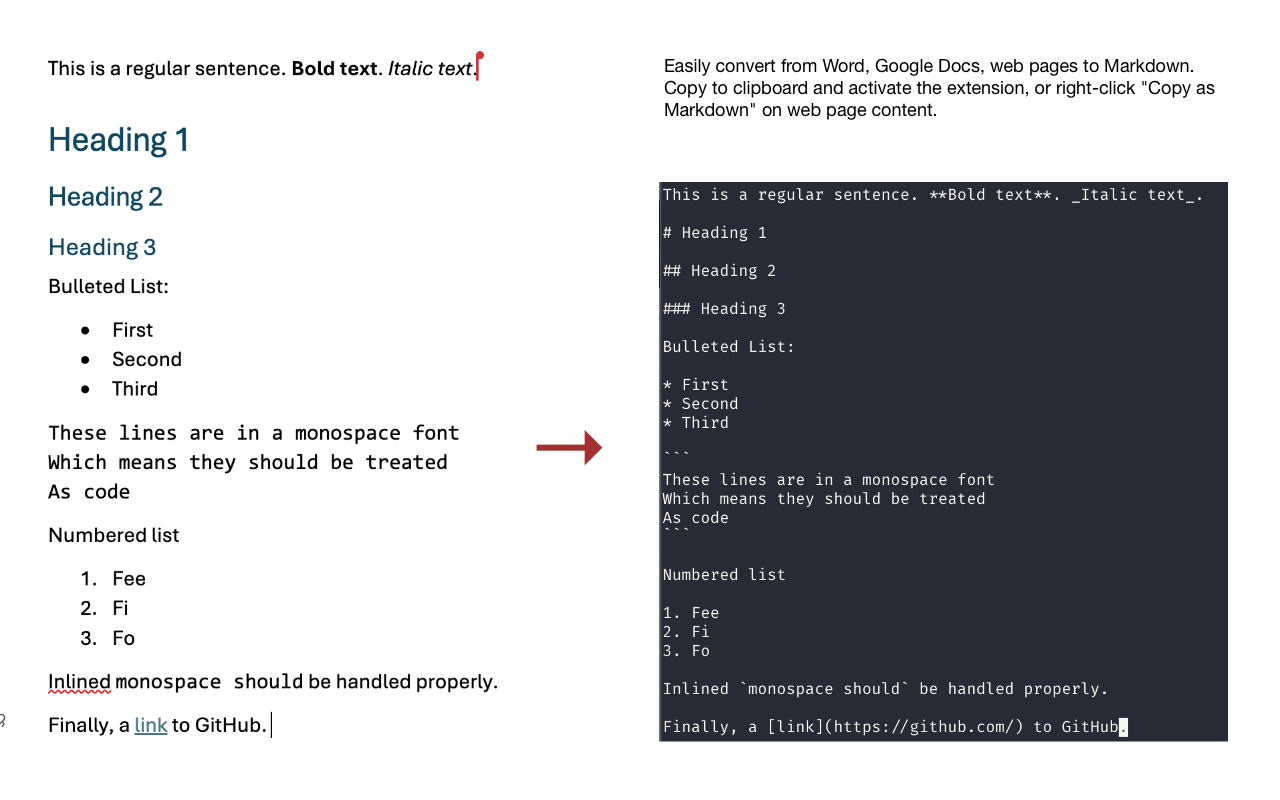 This is a regular sentence. Bold text. Italic text.
Heading 1
Heading 2
Heading 3
Bulleted List:
• First
• Second
• Third
These lines are in a monospace font
Which means they should be treated
As code
Numbered list
1. Fee
2. Fi
3. Fo
Inlined monospace should be handled properly.
Finally, a link to GitHub.
Easily convert from Word, Google Docs, web pages to Markdown.
Copy to clipboard and activate the extension, or right-click "Copy as
Markdown" on web page content.
This is a regular sentence. **Bold text**. _Italic text_.
# Heading 1
## Heading 2
### Heading 3
Bulleted List:
* First
* Second
* Third
```
These lines are in a monospace font
Which means they should be treated
As code
```
Numbered list
1. Fee
2. Fi
3. Fo
Inlined `monospace should` be handled properly.
Finally, a [link](https://github.com/) to GitHub.